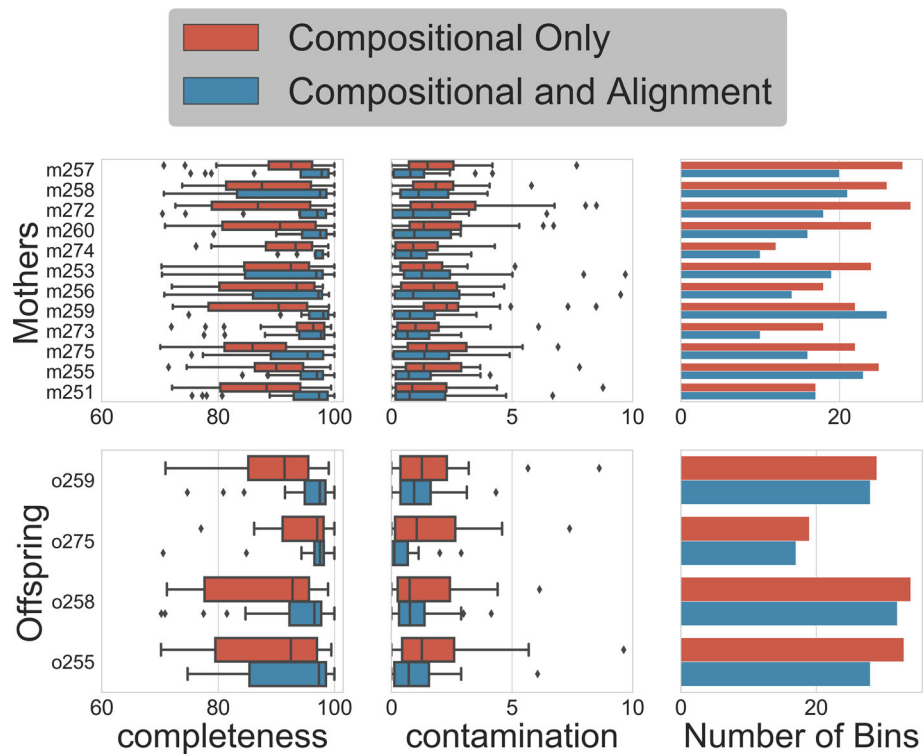 Compositional Only
Compositional and Alignment
Mothers
m257
m258
m272
m260
m274
m253
m256
m259
m273
m275
m255
m251
60 80 100 0 5 10 0 20
Offspring
o259
o275
o258
o255
60 80 100 0 5 10 0 20
completeness contamination Number of Bins